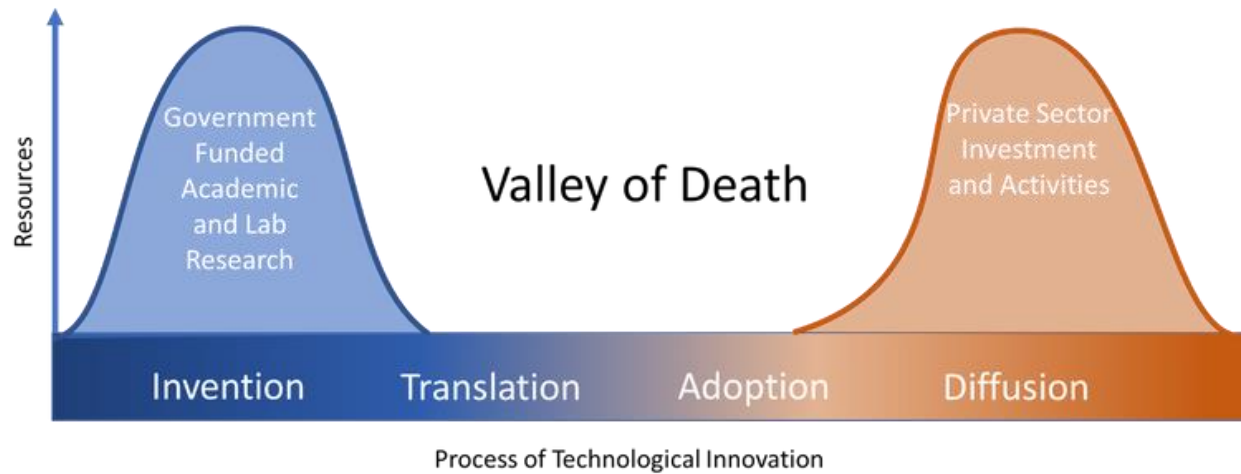 Resources
Government
Funded
Academic
and Lab
Research
Valley of Death
Private Sector
Investment
and Activities
Invention
Translation
Adoption
Diffusion
Process of Technological Innovation